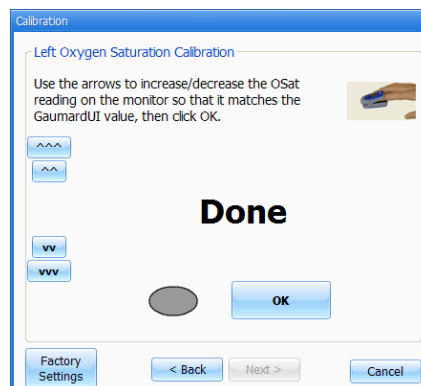 Calibration
Left Oxygen Saturation Calibration
Use the arrows to increase/decrease the OSat
reading on the monitor so that it matches the
GaumardUI value, then click OK.
^^^
^^
Done
vv
vvv
OK
Factory
Settings
< Back
Next >
Cancel